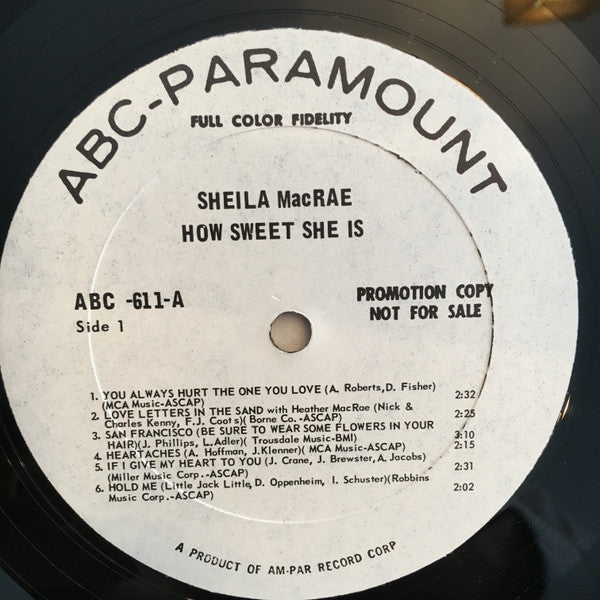 ABC-PARAMOUNT
FULL COLOR FIDELITY
SHEILA MacRAE
HOW SWEET SHE IS
ABC -611-A
Side 1
PROMOTION COPY
NOT FOR SALE
1. YOU ALWAYS HURT THE ONE YOU LOVE (A. Roberts,D. Fisher)
(MCA Music-ASCAP) 2:32
2. LOVE LETTERS IN THE SAND with Heather MacRae (Nick &
Charles Kenny, F.J. Coots)( Borne Co.-ASCAP) 2:25
3. SAN FRANCISCO (BE SURE TO WEAR SOME FLOWERS IN YOUR
HAIR)(J. Phillips, L.Adler)( Trousdale Music-BMI) 3:10
4. HEARTACHES (A. Hoffman, J.Klenner)( MCA Music-ASCAP) 2:15
5. IF I GIVE MY HEART TO YOU (J. Crane, J. Brewster,A. Jacobs)
(Miller Music Corp.-ASCAP) 2:31
6. HOLD ME (Little Jack Little, D. Oppenheim, I. Schuster)(Robbins
Music Corp.-ASCAP) 2:02
A PRODUCT OF AM-PAR RECORD CORP